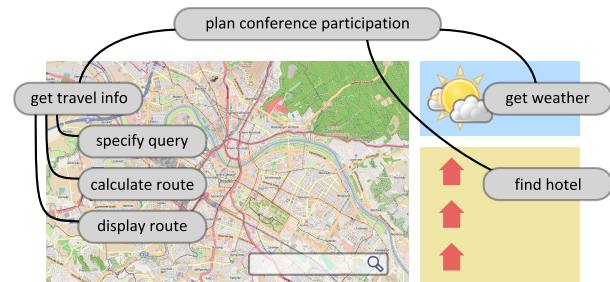 plan conference participation
get travel info
get weather
specify query
calculate route
find hotel
display route